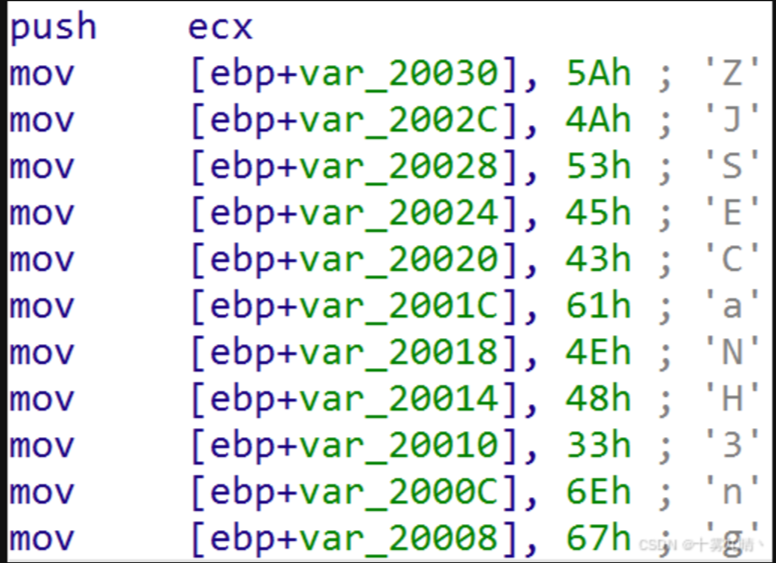 push ecx
mov [ebp+var_20030], 5Ah ; 'Z'
mov [ebp+var_2002C], 4Ah ; 'J'
mov [ebp+var_20028], 53h ; 'S'
mov [ebp+var_20024], 45h ; 'E'
mov [ebp+var_20020], 43h ; 'C'
mov [ebp+var_2001C], 61h ; 'a'
mov [ebp+var_20018], 4Eh ; 'N'
mov [ebp+var_20014], 48h ; 'H'
mov [ebp+var_20010], 33h ; '3'
mov [ebp+var_2000C], 6Eh ; 'n'
mov [ebp+var_20008], 67h ; 'g'
CSDN